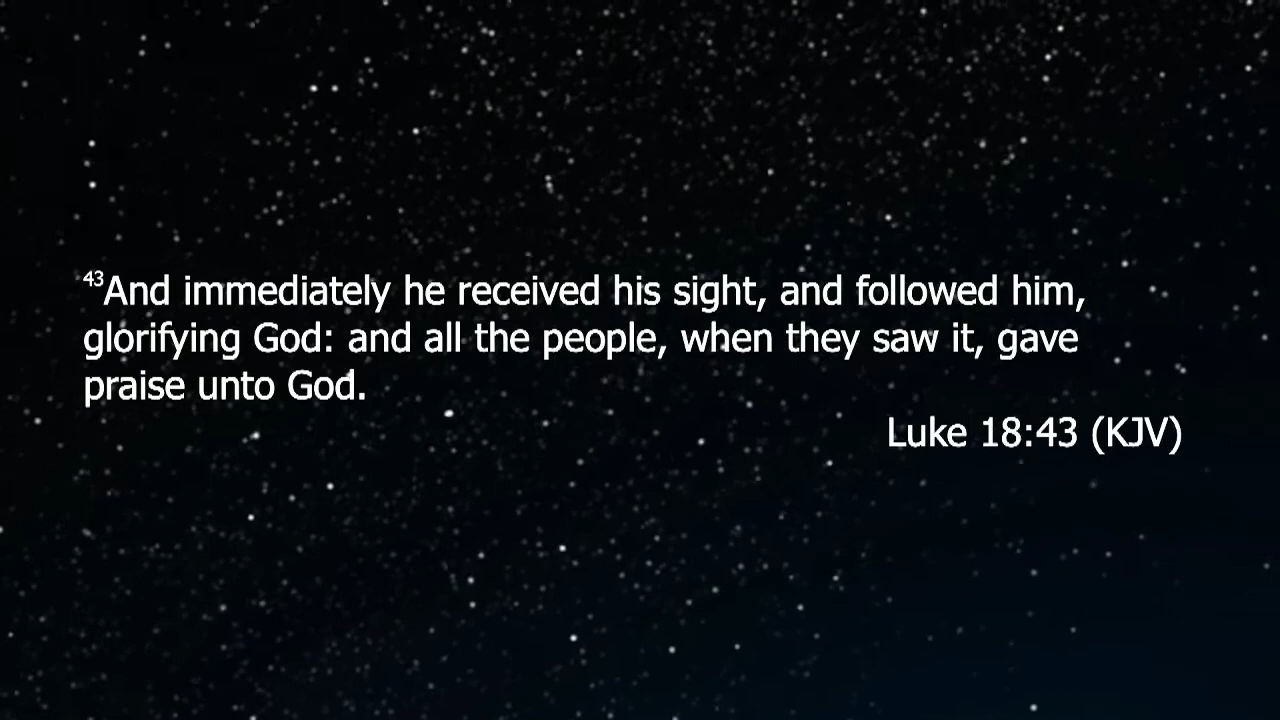 43And immediately he received his sight, and followed him,
glorifying God: and all the people, when they saw it, gave
praise unto God.
Luke 18:43 (KJV)